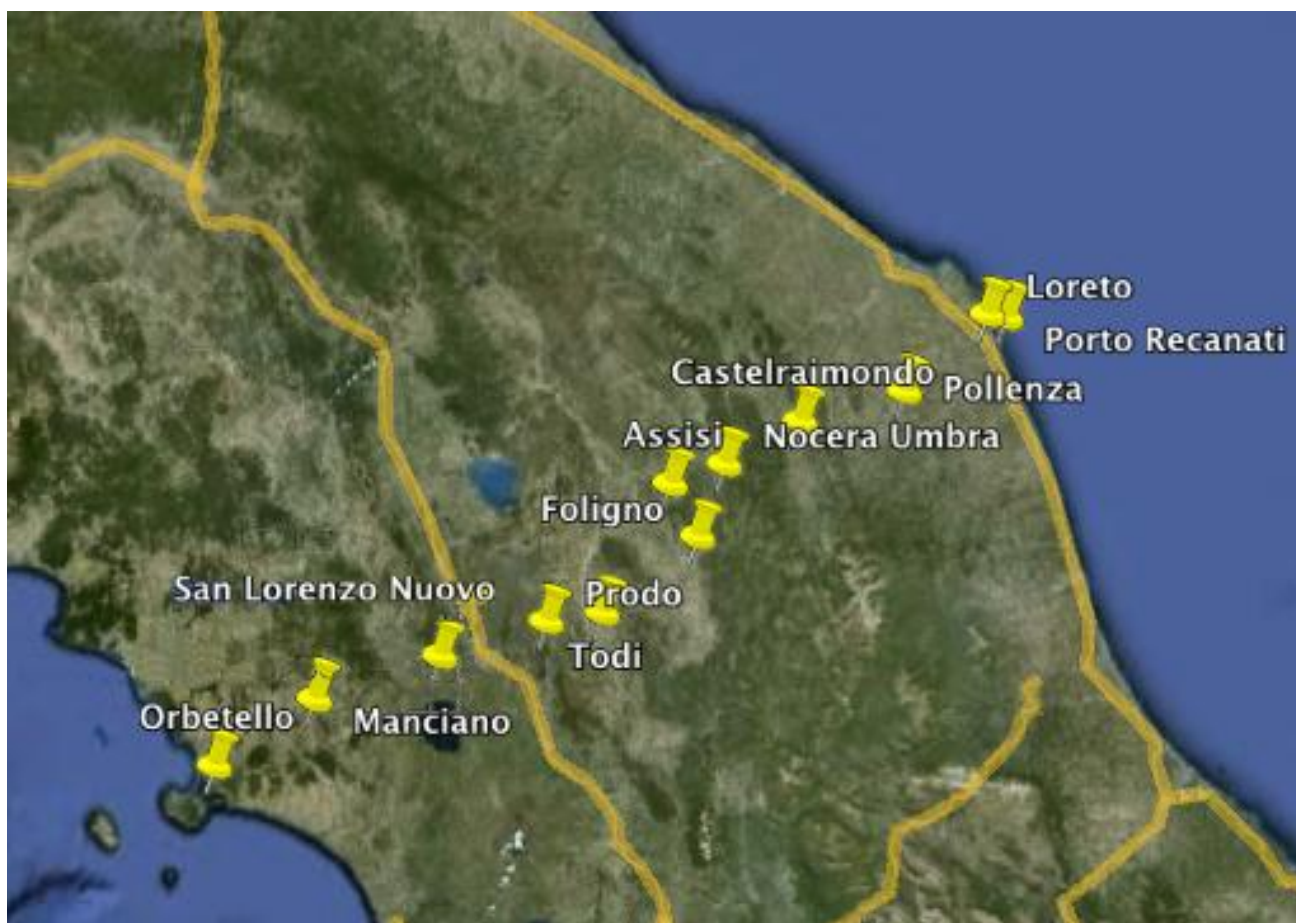 Loreto
Porto Recanati
Castelraimondo
Pollenza
Assisi
Nocera Umbra
Foligno
San Lorenzo Nuovo
Prodo
Todi
Orbetello
Manciano